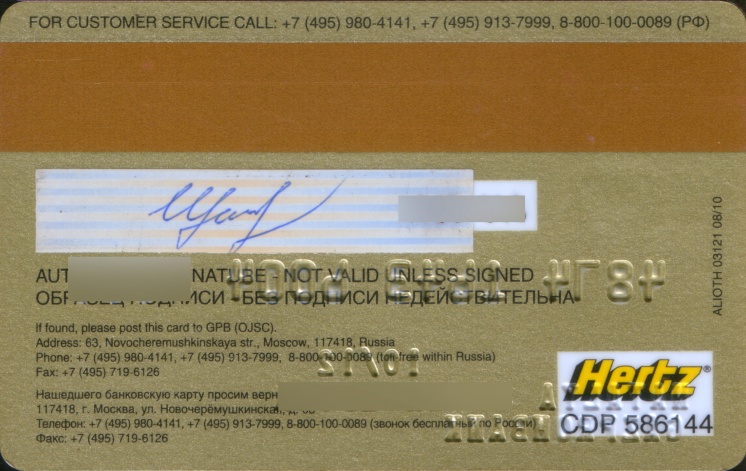 FOR CUSTOMER SERVICE CALL: +7 (495) 980-4141, +7 (495) 913-7999, 8-800-100-0089 (РФ)
ALIOTH 03121 08/10
NOT VALID UNLESS SIGNED
ПОДПИСИ - БЕЗ ПОДПИСИ НЕДЕЙСТВИТЕЛЬНА
If found, please post this card to GPB (OJSC).
Address: 63, Novocheremushkinskaya str., Moscow, 117418, Russia
Phone: +7 (495) 980-4141, +7 (495) 913-7999, 8-800-100-0089 (toll free within Russia)
Fax: +7 (495) 719-6126
Нашедшего банковскую карту просим
117418, г. Москва, ул.
Телефон: +7 (495) 980-4141, +7 (495) 913-7999, 8-800-100-0089 (звонок бесплатный по России)
Факс: +7 (495) 719-6126
Hertz®
CDP 586144